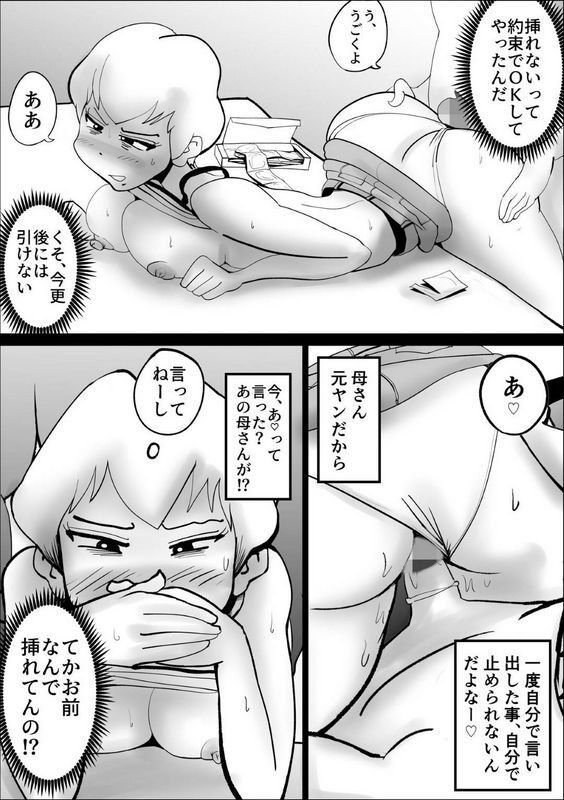 挿れないって
約束でOKして
やったんだ
う、
うごくよ
ああ
くそ、今更
後には
引けない
あ♡
母さん
元ヤンだから
一度自分で言い
出した事、自分で
止められないん
だよなー♡
今、あ♡って
言った?
あの母さんが!?
言って
ねーし
てかお前
なんで
挿れてんの!?